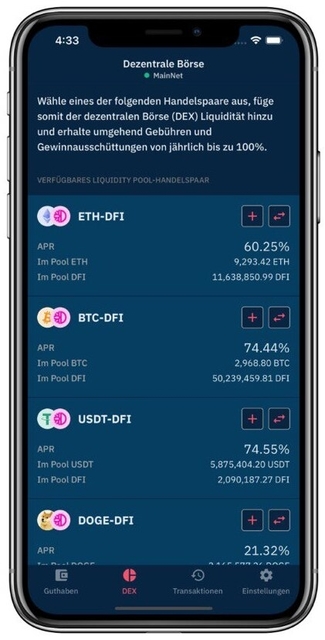 4:33
Dezentrale Börse
MainNet
Wähle eines der folgenden Handelspaare aus, füge
somit der dezentralen Börse (DEX) Liquidität hinzu
und erhalte umgehend Gebühren und
Gewinnausschüttungen von jährlich bis zu 100%.
VERFÜGBARES LIQUIDITY POOL-HANDELSPAAR
ETH-DFI
APR 60.25%
Im Pool ETH 9,293.42 ETH
Im Pool DFI 11,638,850.99 DFI
BTC-DFI
APR 74.44%
Im Pool BTC 2,968.80 BTC
Im Pool DFI 50,239,459.81 DFI
USDT-DFI
APR 74.55%
Im Pool USDT 5,875,404.20 USDT
Im Pool DFI 2,090,187.27 DFI
DOGE-DFI
APR 21.32%
Im Pool DOGE
Guthaben DEX Transaktionen Einstellungen